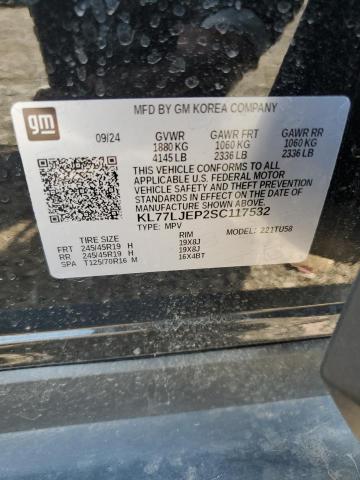 MFD BY GM KOREA COMPANY
gm
09/24 GVWR GAWR FRT GAWR RR
1880 KG 1060 KG 1060 KG
4145 LB 2336 LB 2336 LB
THIS VEHICLE CONFORMS TO ALL
APPLICABLE U.S. FEDERAL MOTOR
VEHICLE SAFETY, BUMPER, AND
THEFT PREVENTION STANDARDS IN
EFFECT ON THE DATE OF
MANUFACTURE SHOWN ABOVE.
KL77LJEP2SC117532
TYPE: MPV MODEL: 221TU58
TIRE SIZE RIM
FRT 245/45R19 H 19X8J
RR 245/45R19 H 19X8J
SPA T125/70R16 M 16X4BT